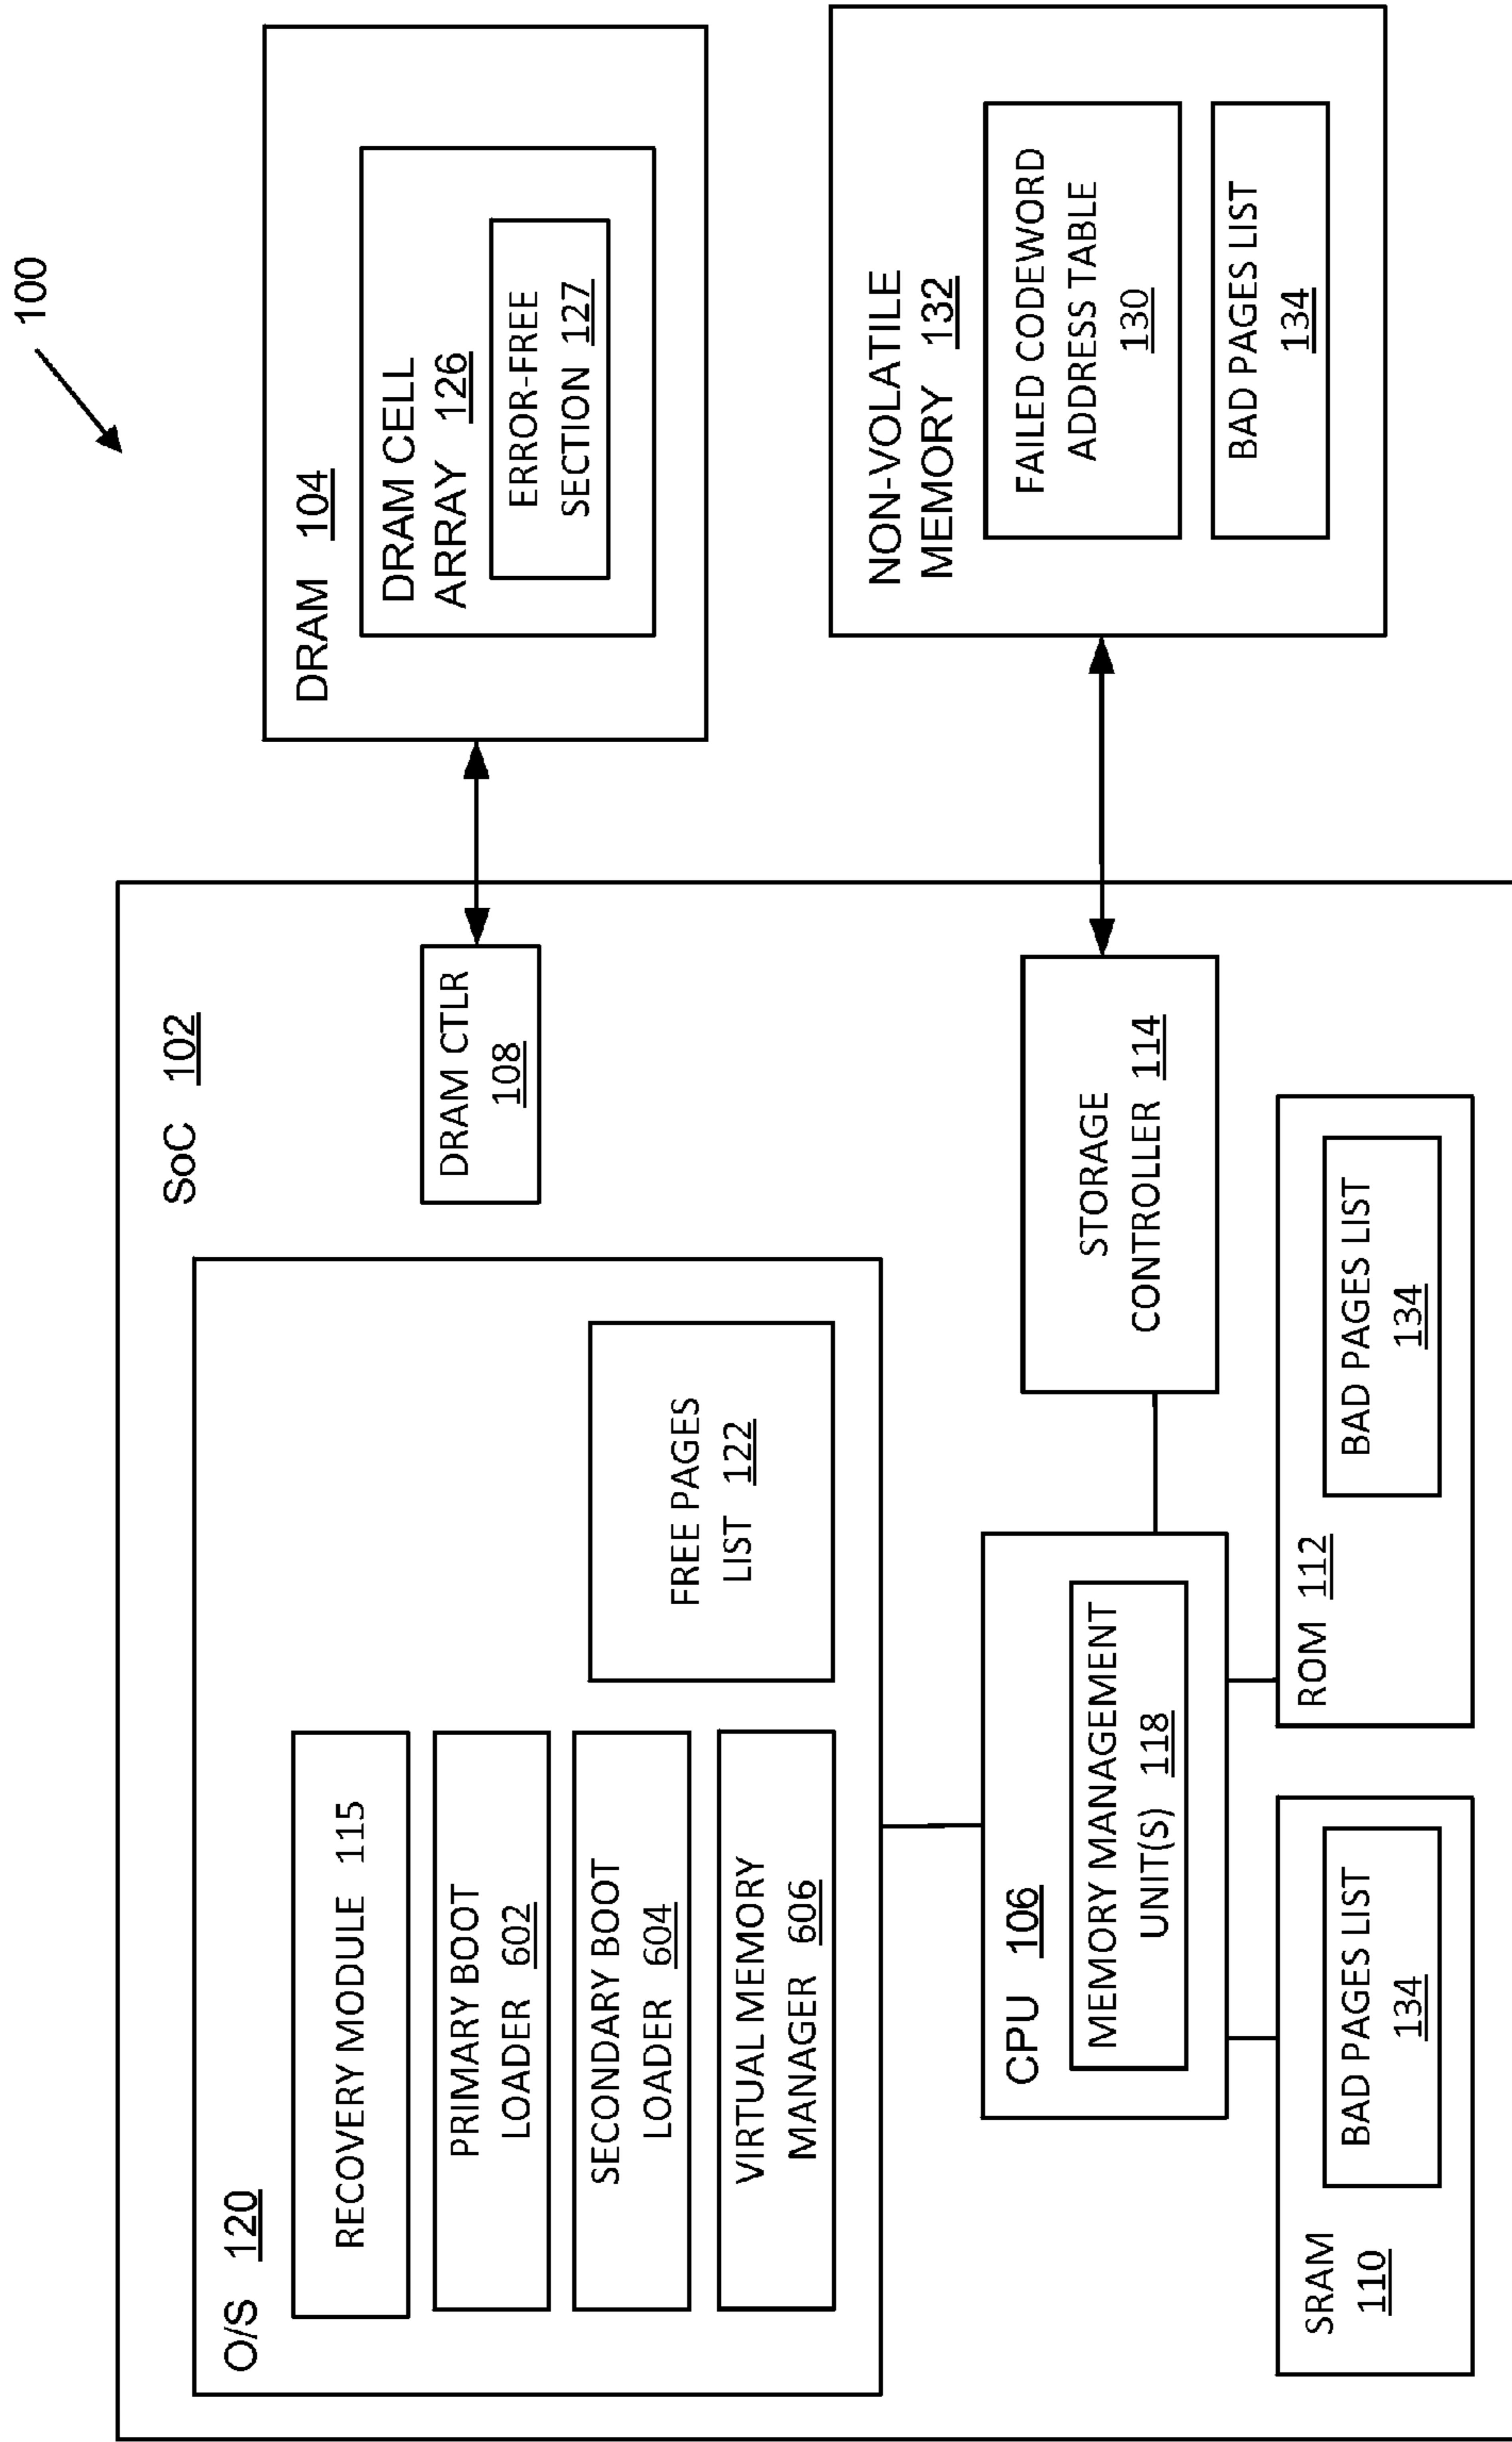 100
SoC 102
O/S 120
RECOVERY MODULE 115
PRIMARY BOOT
LOADER 602
SECONDARY BOOT
LOADER 604
VIRTUAL MEMORY
MANAGER 606
FREE PAGES
LIST 122
DRAM CTLR
108
DRAM 104
DRAM CELL
ARRAY 126
ERROR-FREE
SECTION 127
CPU 106
MEMORY MANAGEMENT
UNIT(S) 118
STORAGE
CONTROLLER 114
NON-VOLATILE
MEMORY 132
FAILED CODEWORD
ADDRESS TABLE
130
BAD PAGES LIST
134
SRAM
110
BAD PAGES LIST
134
ROM 112
BAD PAGES LIST
134